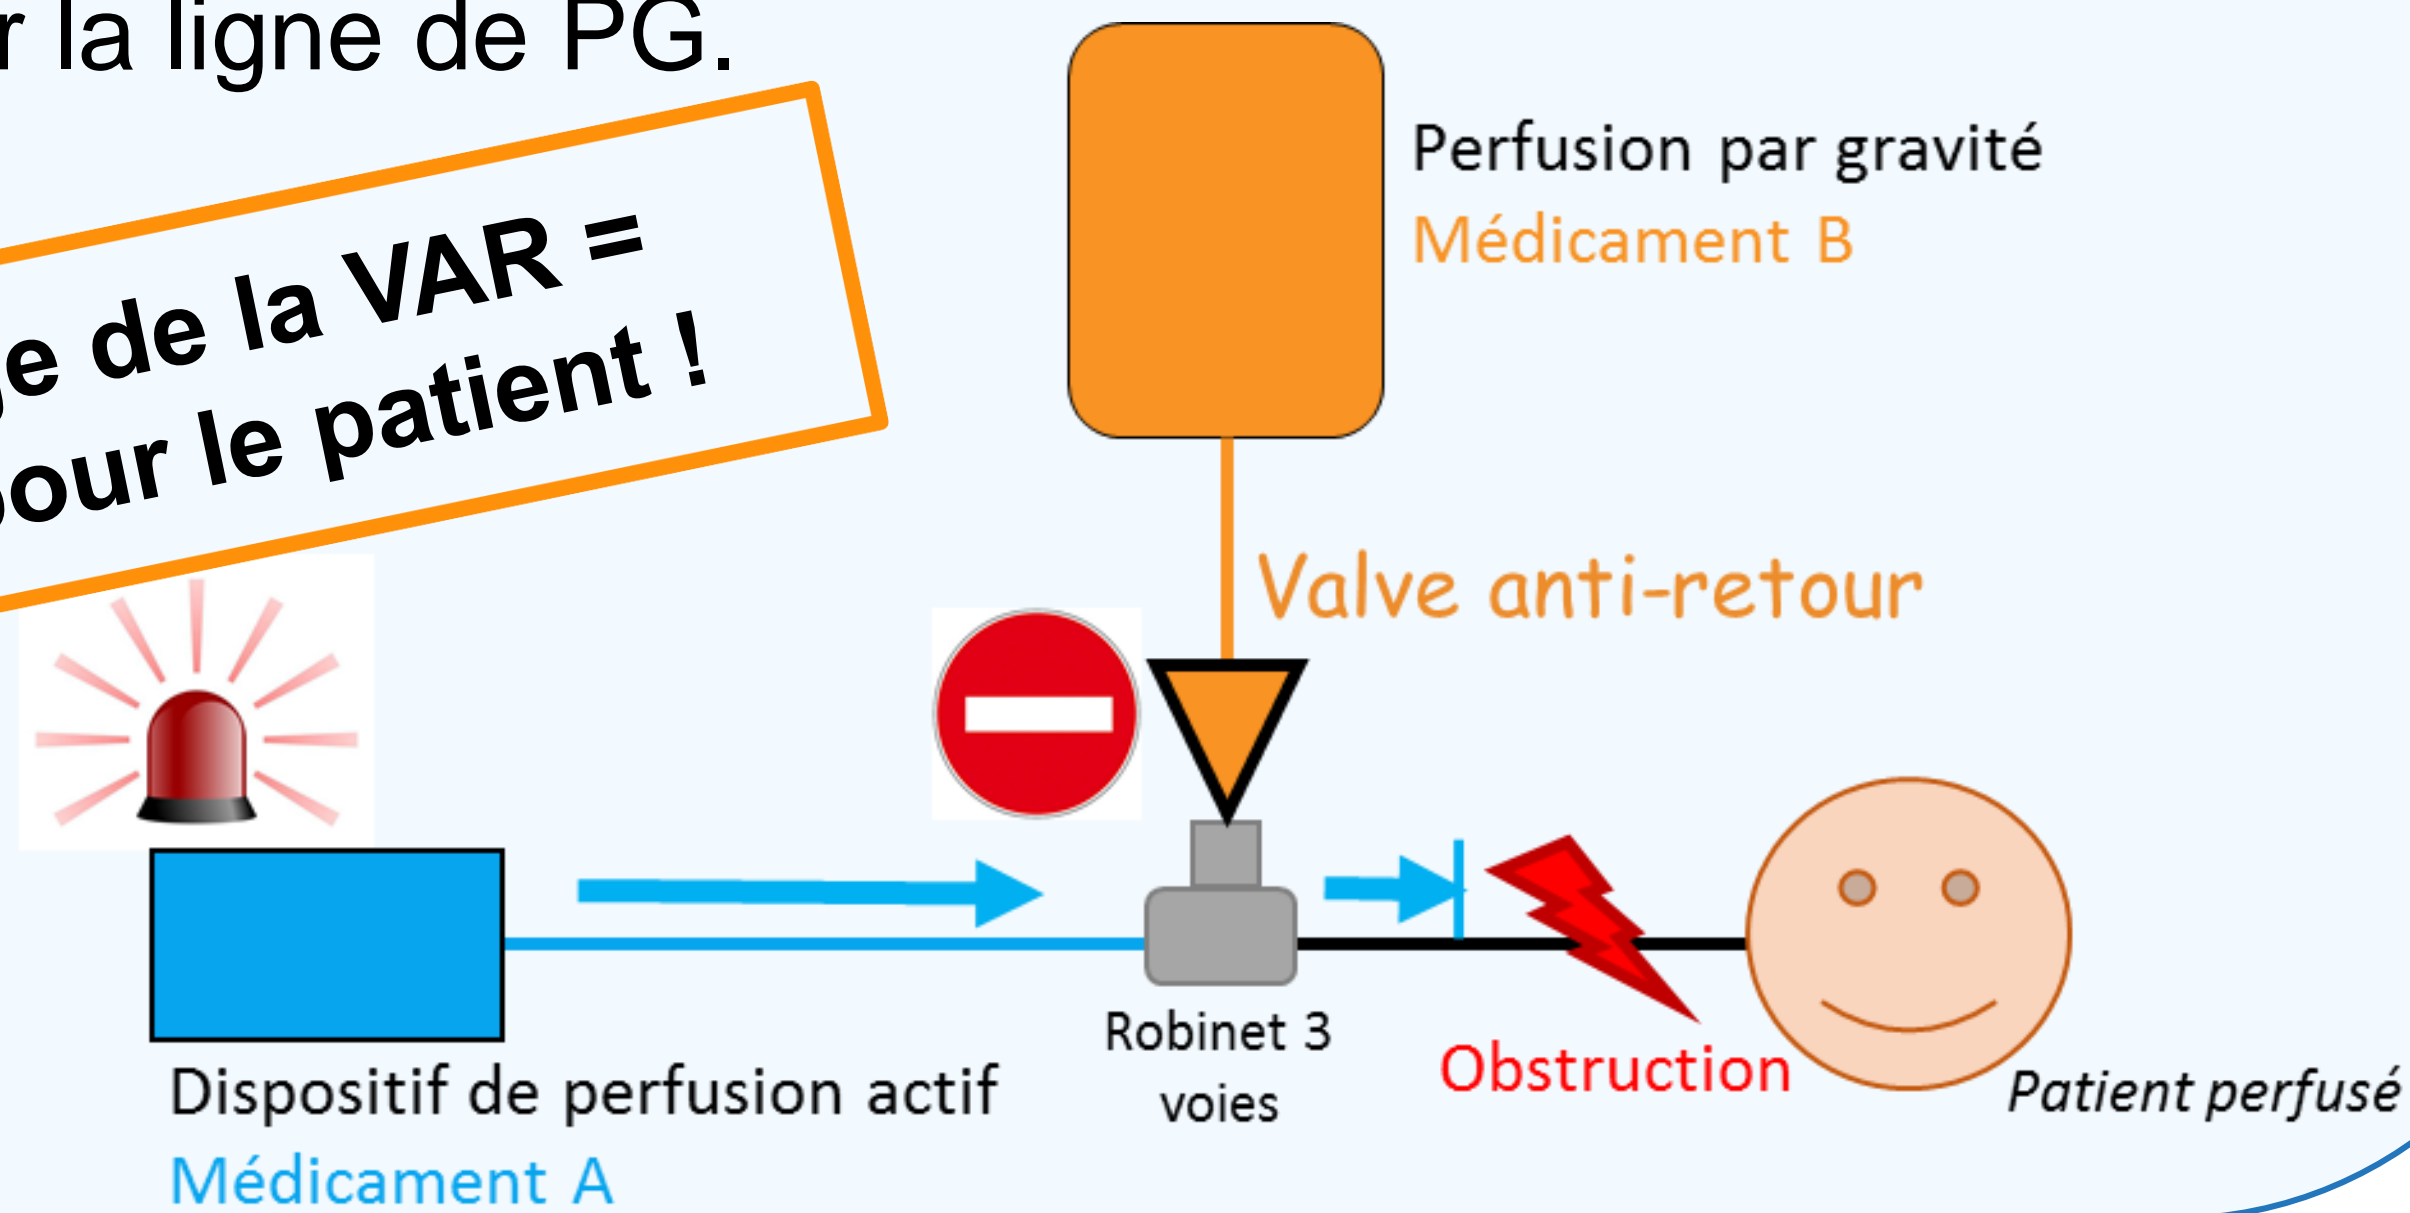 la ligne de PG.
de la VAR =
pour le patient !
Perfusion par gravité
Médicament B
Valve anti-retour
Robinet 3
voies
Obstruction
Patient perfusé
Dispositif de perfusion actif
Médicament A